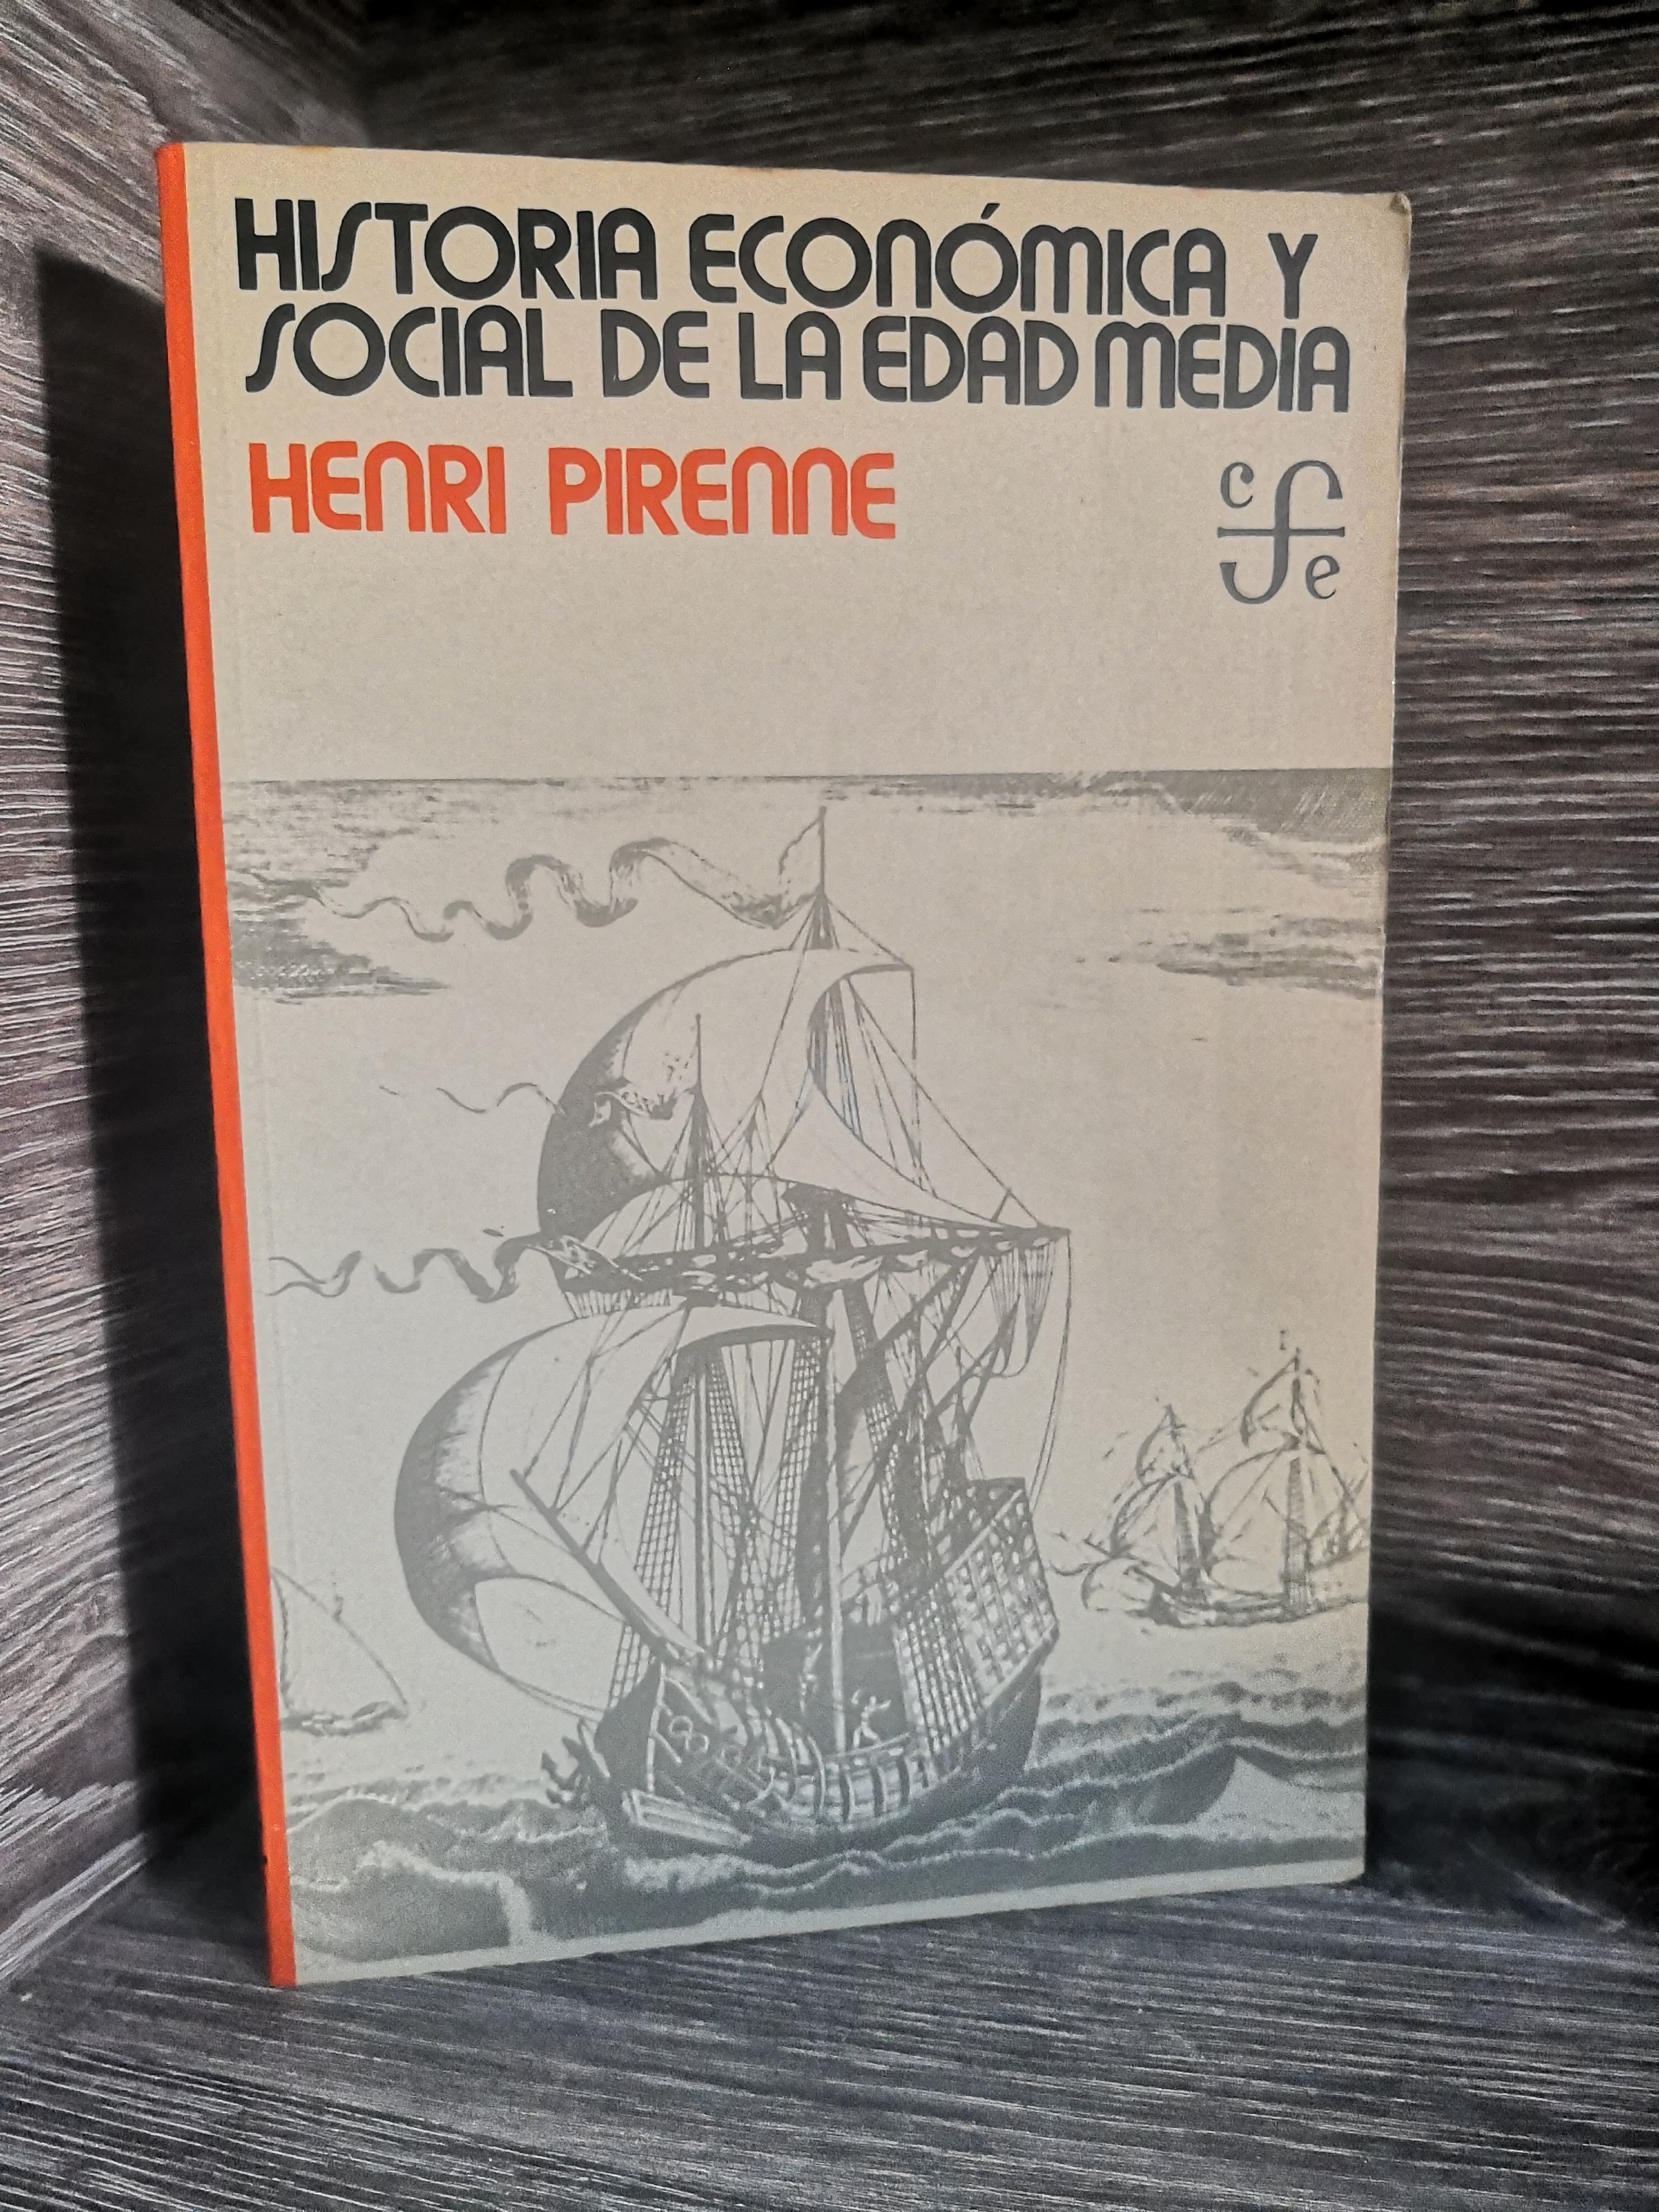 HISTORIA ECONÓMICA Y
SOCIAL DE LA EDAD MEDIA
HENRI PIRENNE
cfe